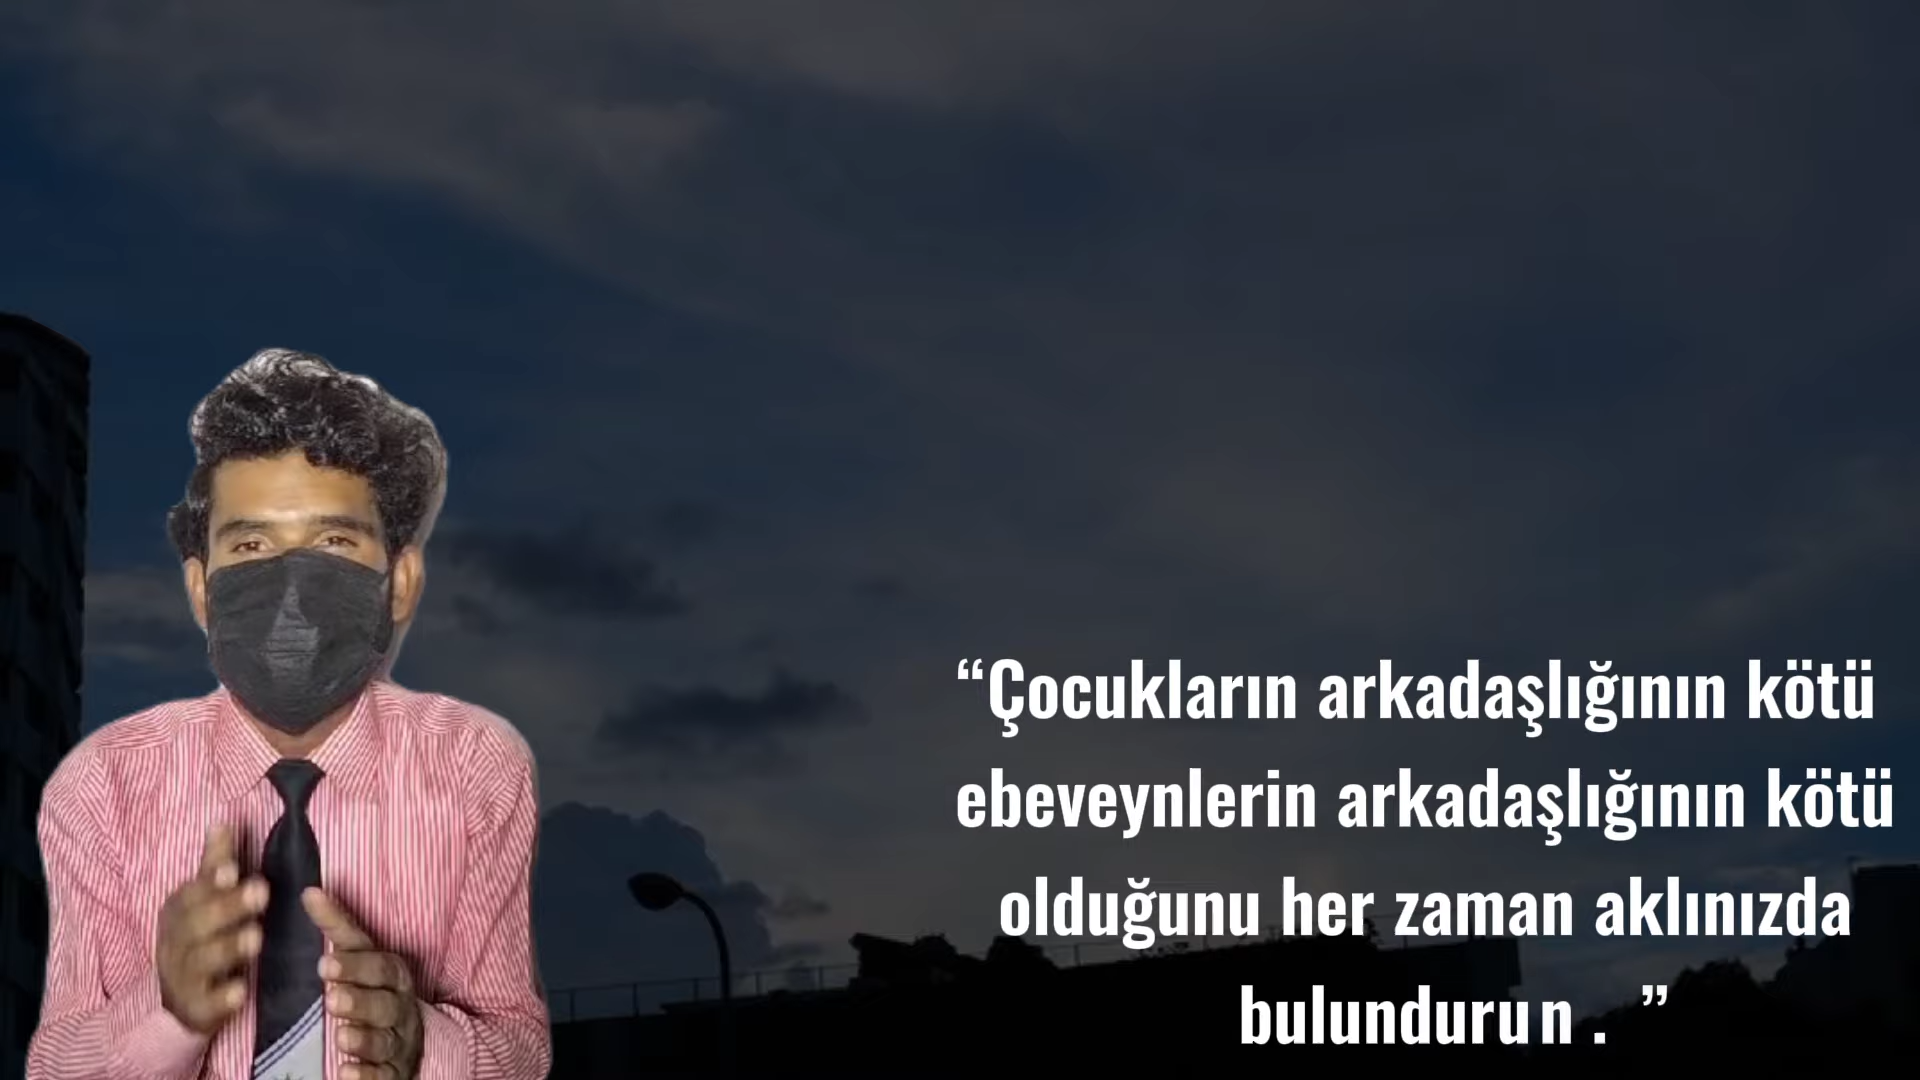 “Çocukların arkadaşlığının kötü
ebeveynlerin arkadaşlığının kötü
olduğunu her zaman aklınızda
bulundurun . ”